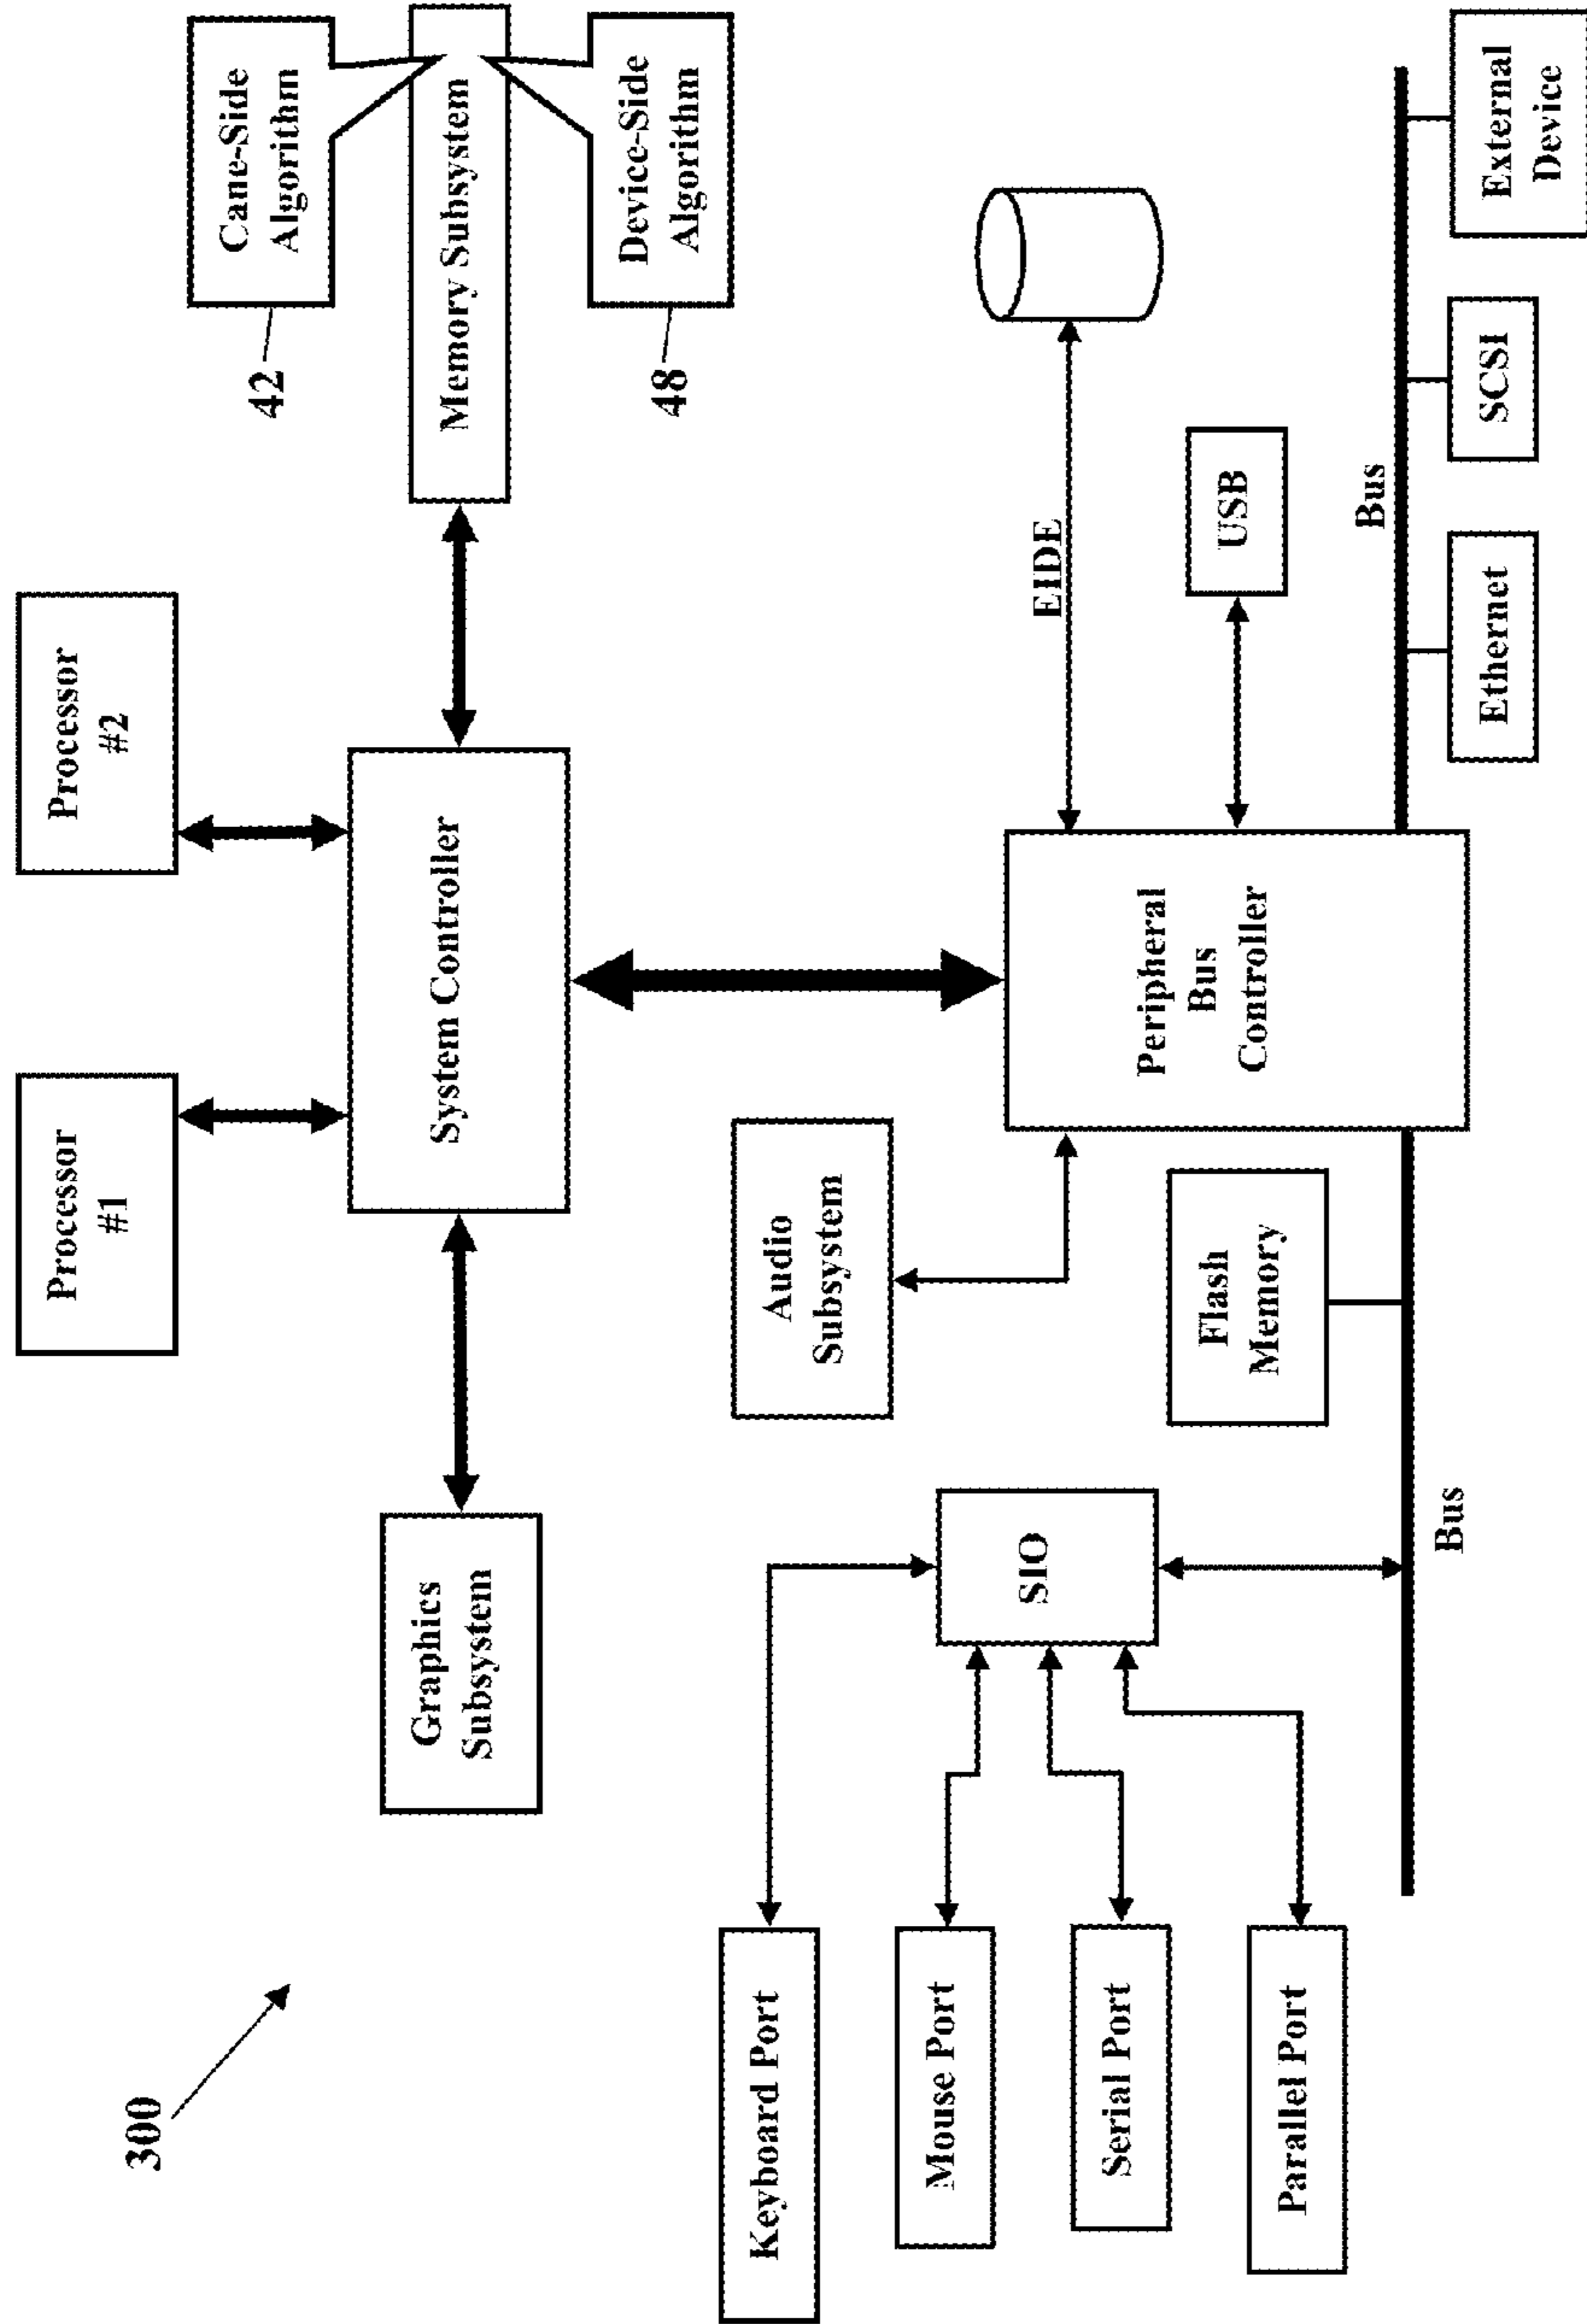 300
Processor
#1
Processor
#2
Cane-Side
Algorithm
42
Graphics
Subsystem
System Controller
Memory Subsystem
48
Device-Side
Algorithm
Keyboard Port
Mouse Port
Serial Port
Parallel Port
SIO
Audio
Subsystem
Flash
Memory
Peripheral
Bus
Controller
EIDE
USB
Bus
Bus
Ethernet
SCSI
External
Device